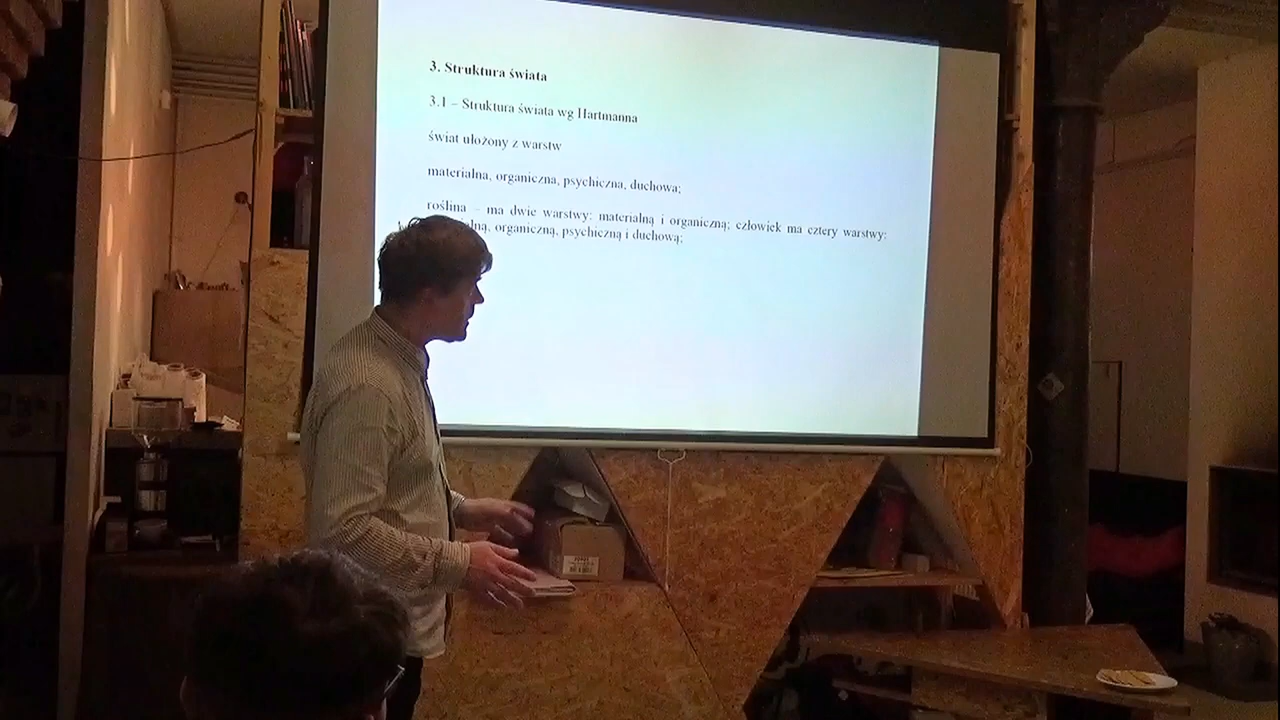 3. Struktura świata
3.1 – Struktura świata wg Hartmanna
świat ułożony z warstw
materialna, organiczna, psychiczna, duchowa;
roślina – ma dwie warstwy: materialną i organiczną; człowiek ma cztery warstwy:
organiczną, psychiczną i duchową;